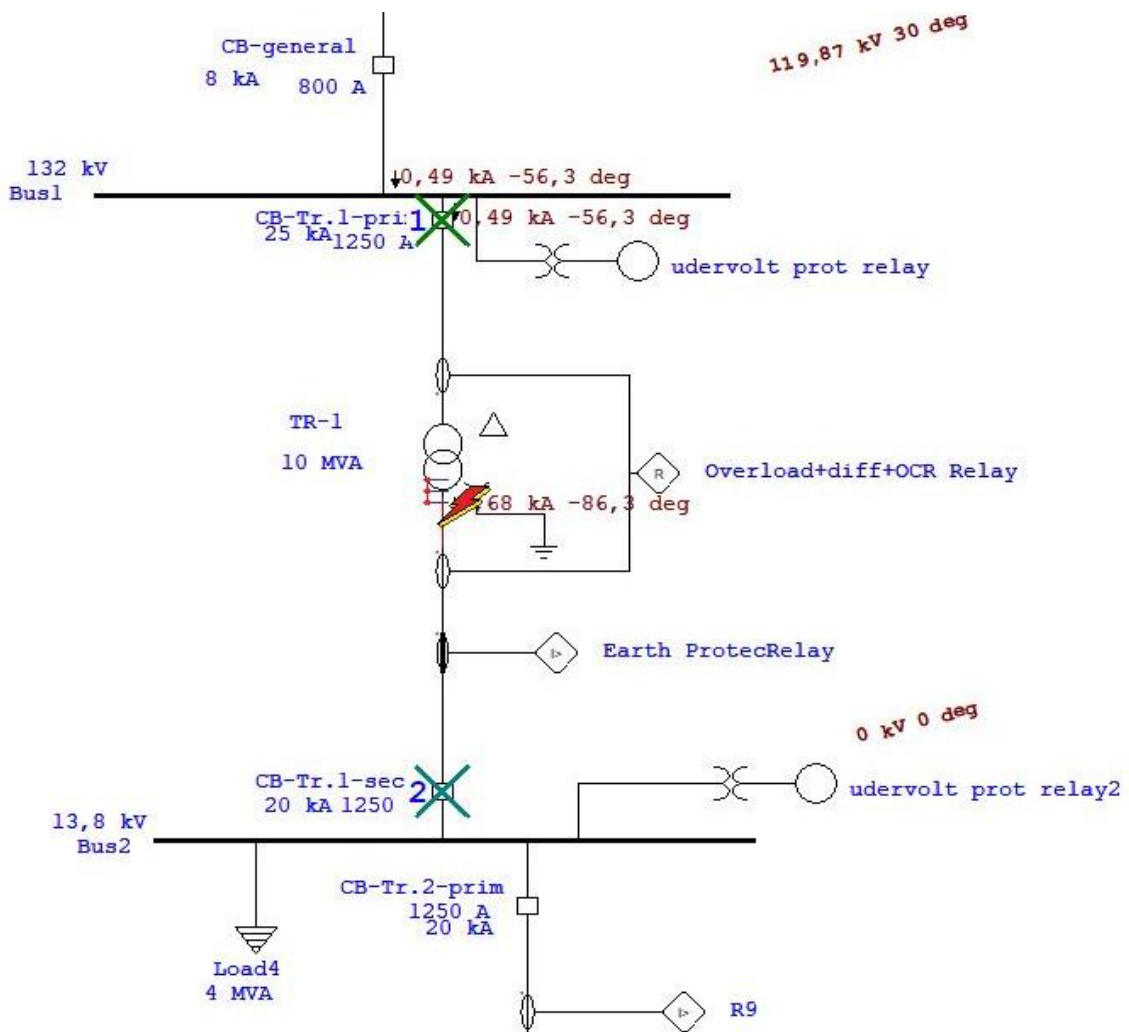 CB-general
8 kA
800 A
119,87 kV 30 deg
132 kV
Bus1
0,49 kA -56,3 deg
CB-Tr.1-pri
1
0,49 kA -56,3 deg
25 kA
1250 A
udervolt prot relay
TR-1
10 MVA
R
Overload+diff+OCR Relay
68 kA -86,3 deg
I>
Earth ProtecRelay
0 kV 0 deg
CB-Tr.1-sec
2
20 kA 1250
udervolt prot relay2
13,8 kV
Bus2
CB-Tr.2-prim
1250 A
20 kA
Load4
4 MVA
I>
R9